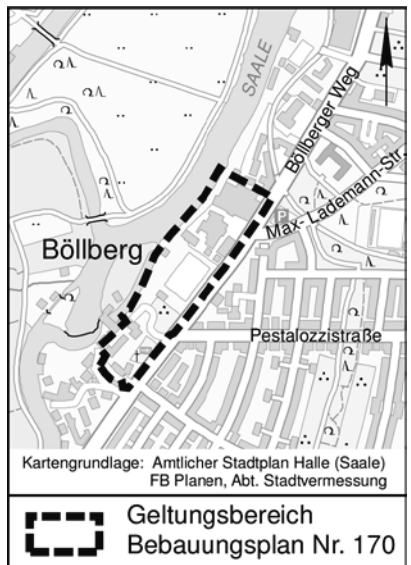 SAALE
Böllberger Weg
P
Max- Lademann-Str.
Böllberg
Pestalozzistraße
Kartengrundlage: Amtlicher Stadtplan Halle (Saale)
FB Planen, Abt. Stadtvermessung
Geltungsbereich
Bebauungsplan Nr. 170